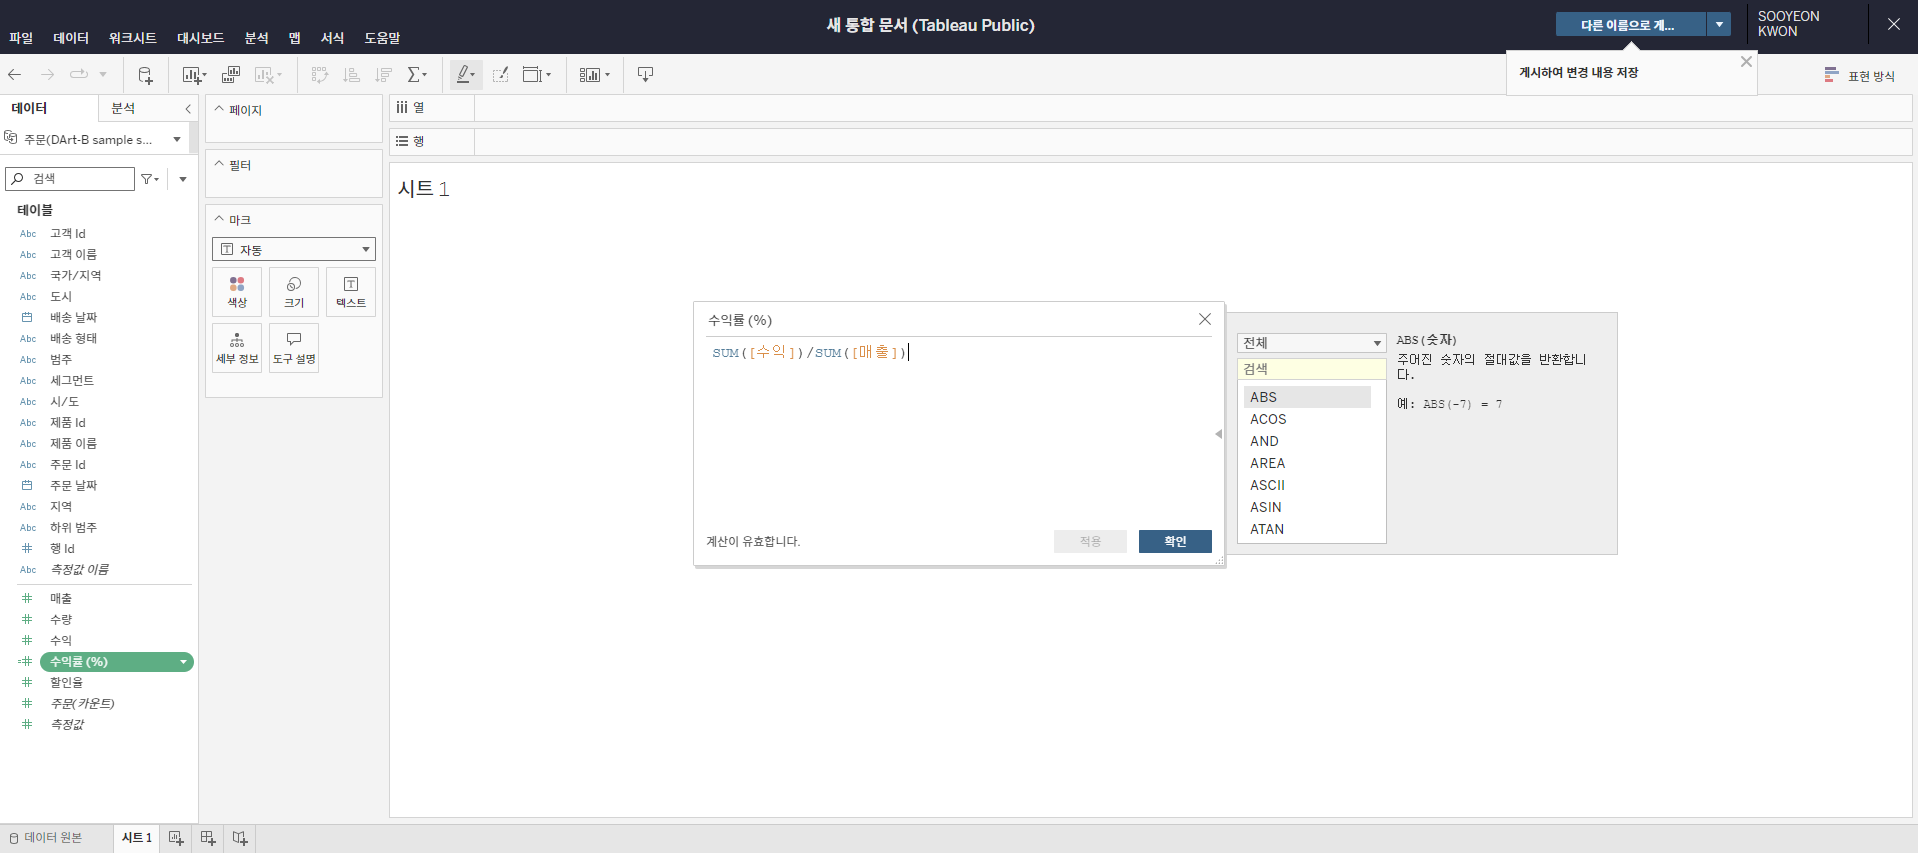 새 통합 문서 (Tableau Public)
다른 이름으로 게...
SOOYEON
KWON
파일 데이터 워크시트 대시보드 분석 맵 서식 도움말
게시하여 변경 내용 저장
표현 방식
데이터 분석
주문(DArt-B sample s...
검색
테이블
Abc 고객 Id
Abc 고객 이름
Abc 국가/지역
Abc 도시
배송 날짜
Abc 배송 형태
Abc 범주
Abc 세그먼트
Abc 시/도
Abc 제품 Id
Abc 제품 이름
Abc 주문 Id
주문 날짜
Abc 지역
Abc 하위 범주
행 Id
Abc 측정값 이름
매출
수량
수익
수익률 (%)
할인율
주문(카운트)
측정값
페이지
필터
마크
자동
색상 크기 텍스트
세부 정보 도구 설명
열
행
시트 1
수익률 (%)
SUM([수익])/SUM([매출])
계산이 유효합니다.
적용 확인
전체
검색
ABS
ACOS
AND
AREA
ASCII
ASIN
ATAN
ABS(숫자)
주어진 숫자의 절대값을 반환합니
다.
예: ABS(-7) = 7
데이터 원본 시트 1